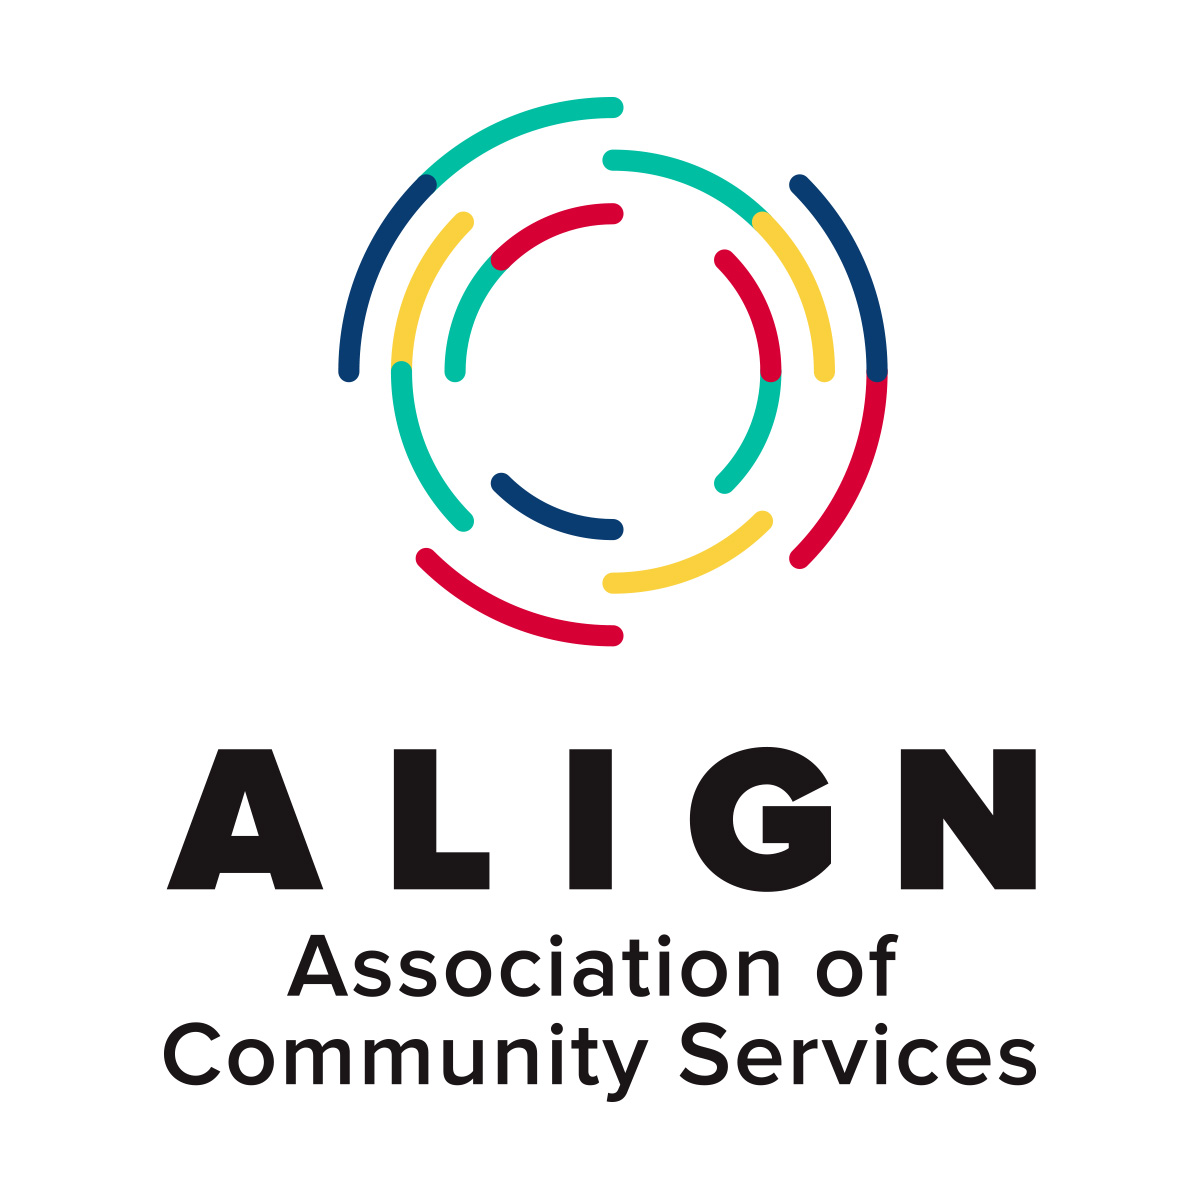 ALIGN
Association of
Community Services